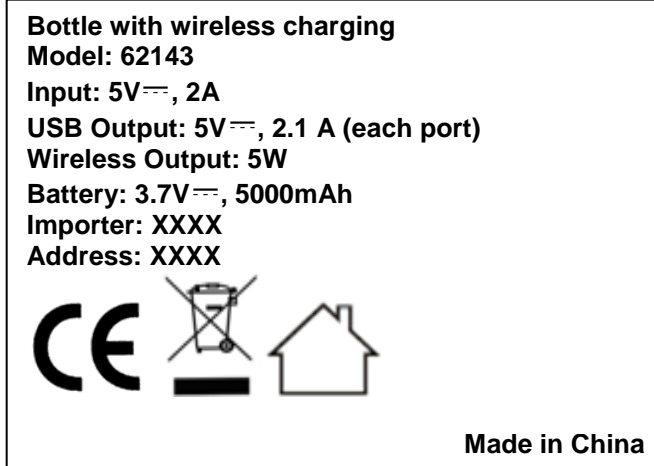 Bottle with wireless charging
Model: 62143
Input: 5V⎓, 2A
USB Output: 5V⎓, 2.1 A (each port)
Wireless Output: 5W
Battery: 3.7V⎓, 5000mAh
Importer: XXXX
Address: XXXX
CE
Made in China